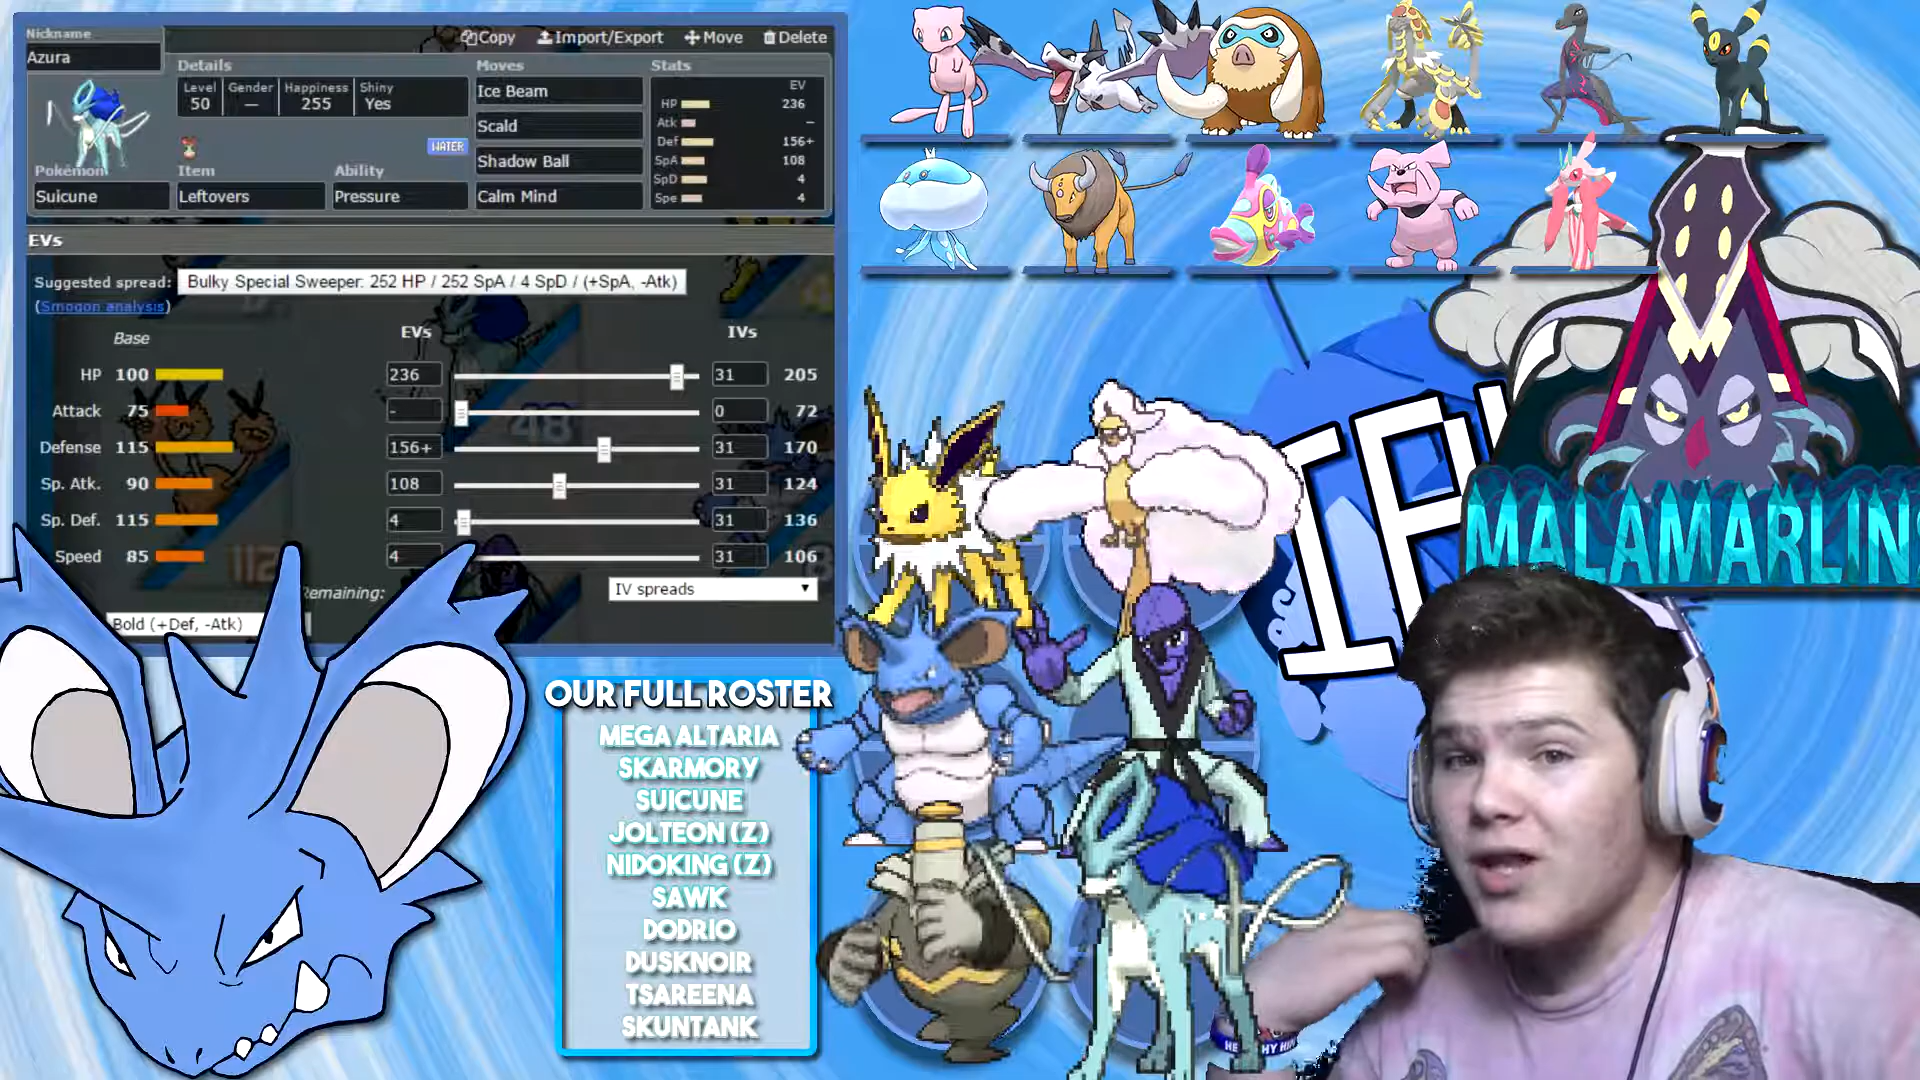 Nickname
Azura
Copy Import/Export Move Delete
Details
Level Gender Happiness Shiny
50 — 255 Yes
WATER
Pokémon Item Ability
Suicune Leftovers Pressure
Moves
Ice Beam
Scald
Shadow Ball
Calm Mind
Stats
EV
HP 236
Atk –
Def 156+
SpA 108
SpD 4
Spe 4
EVs
Suggested spread: Bulky Special Sweeper: 252 HP / 252 SpA / 4 SpD / (+SpA, -Atk)
(Smogon analysis)
Base EVs IVs
HP 100 236 31 205
Attack 75 - 0 72
Defense 115 156+ 31 170
Sp. Atk. 90 108 31 124
Sp. Def. 115 4 31 136
Speed 85 4 31 106
Remaining:
IV spreads
Bold (+Def, -Atk)
48
112
OUR FULL ROSTER
MEGA ALTARIA
SKARMORY
SUICUNE
JOLTEON (Z)
NIDOKING (Z)
SAWK
DODRIO
DUSKNOIR
TSAREENA
SKUNTANK
MALAMARLINS